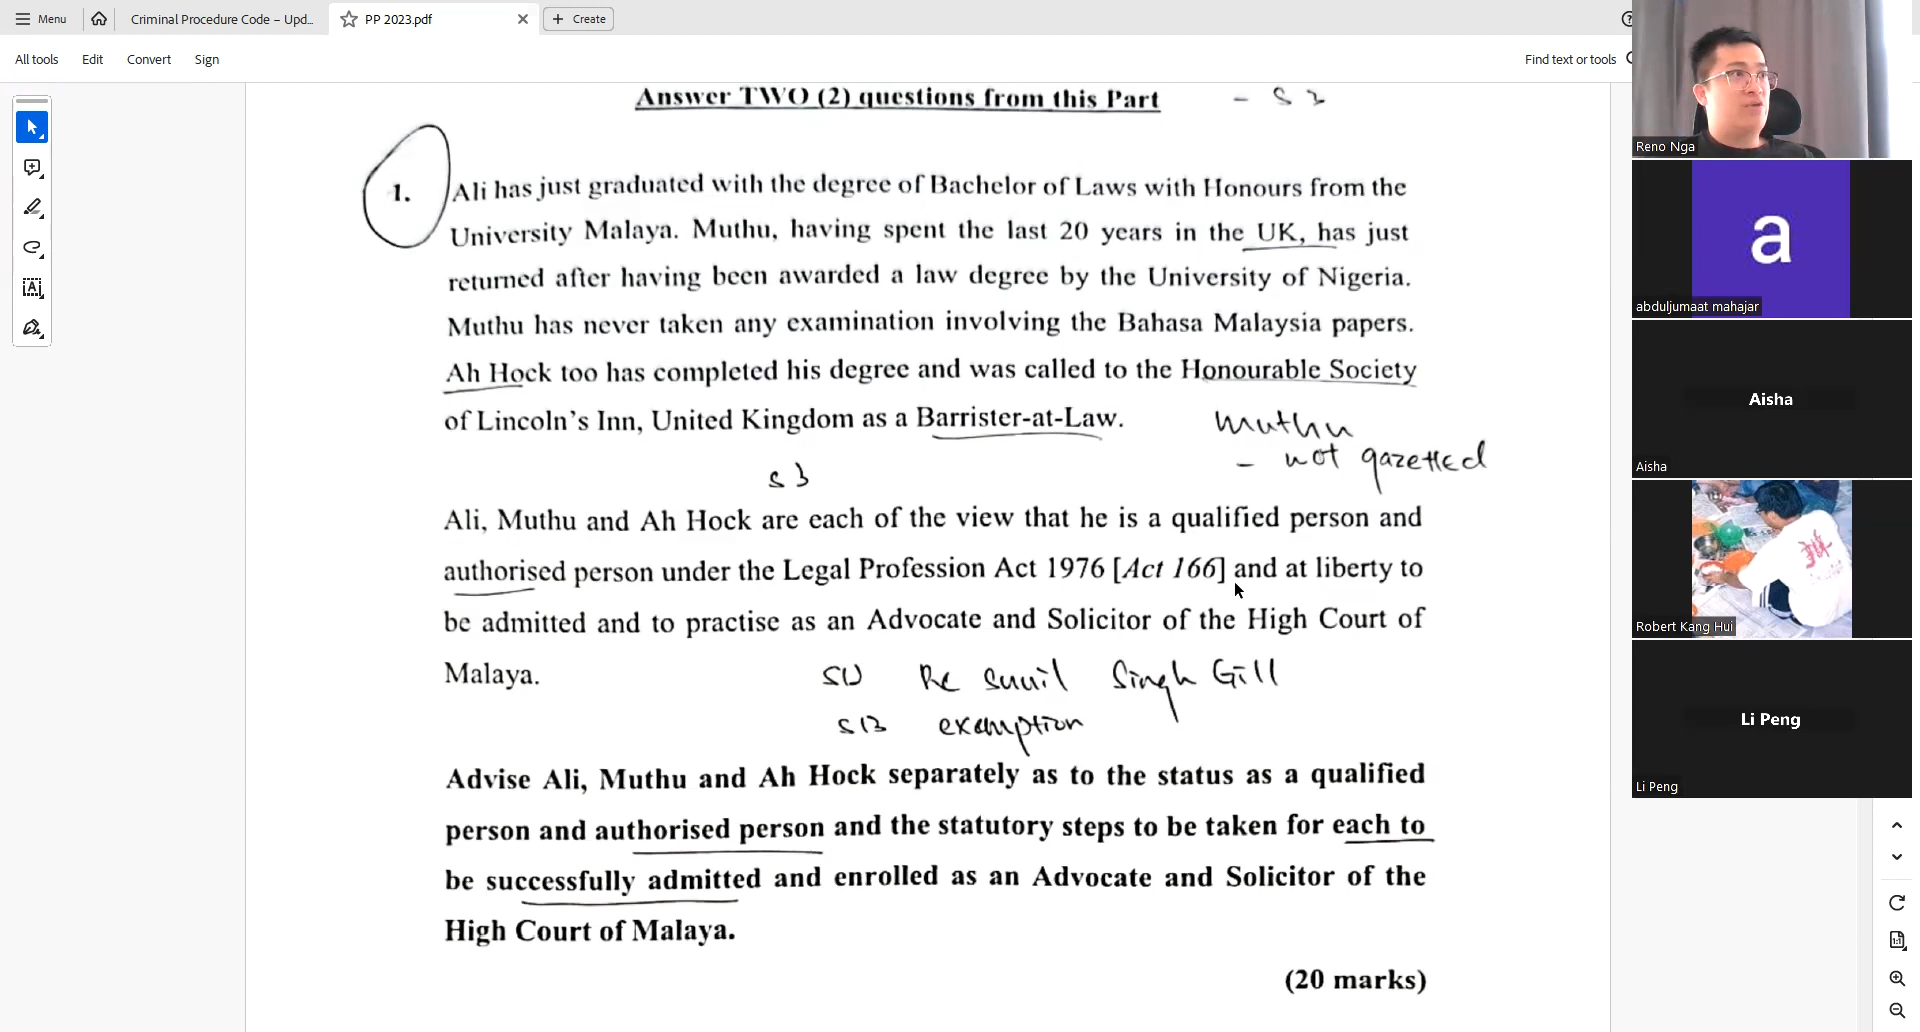 Menu
Criminal Procedure Code – Upd...
PP 2023.pdf
Create
All tools
Edit
Convert
Sign
Find text or tools
Answer TWO (2) questions from this Part
- S 3
1. Ali has just graduated with the degree of Bachelor of Laws with Honours from the
University Malaya. Muthu, having spent the last 20 years in the UK, has just
returned after having been awarded a law degree by the University of Nigeria.
Muthu has never taken any examination involving the Bahasa Malaysia papers.
Ah Hock too has completed his degree and was called to the Honourable Society
of Lincoln's Inn, United Kingdom as a Barrister-at-Law.
Muthu
- not gazetted
S3
Ali, Muthu and Ah Hock are each of the view that he is a qualified person and
authorised person under the Legal Profession Act 1976 [Act 166] and at liberty to
be admitted and to practise as an Advocate and Solicitor of the High Court of
Malaya.
Re Sunil Singh Gill
S13 exemption
Advise Ali, Muthu and Ah Hock separately as to the status as a qualified
person and authorised person and the statutory steps to be taken for each to
be successfully admitted and enrolled as an Advocate and Solicitor of the
High Court of Malaya.
(20 marks)
Reno Nga
a
abduljumaat mahajar
Aisha
Aisha
Robert Kang Hui
Li Peng
Li Peng